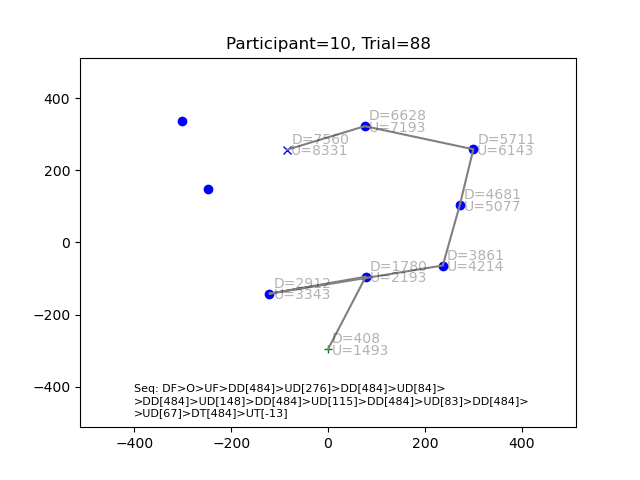 Participant=10, Trial=88
400
200
0
−200
−400
−400
−200
0
200
400
D=6628
U=7193
D=7560
U=8331
D=5711
U=6143
D=4681
U=5077
D=3861
U=4214
D=1780
U=2193
D=2912
U=3343
D=408
U=1493
Seq: DF>O>UF>DD[484]>UD[276]>DD[484]>UD[84]>
>DD[484]>UD[148]>DD[484]>UD[115]>DD[484]>UD[83]>DD[484]>
>UD[67]>DT[484]>UT[-13]